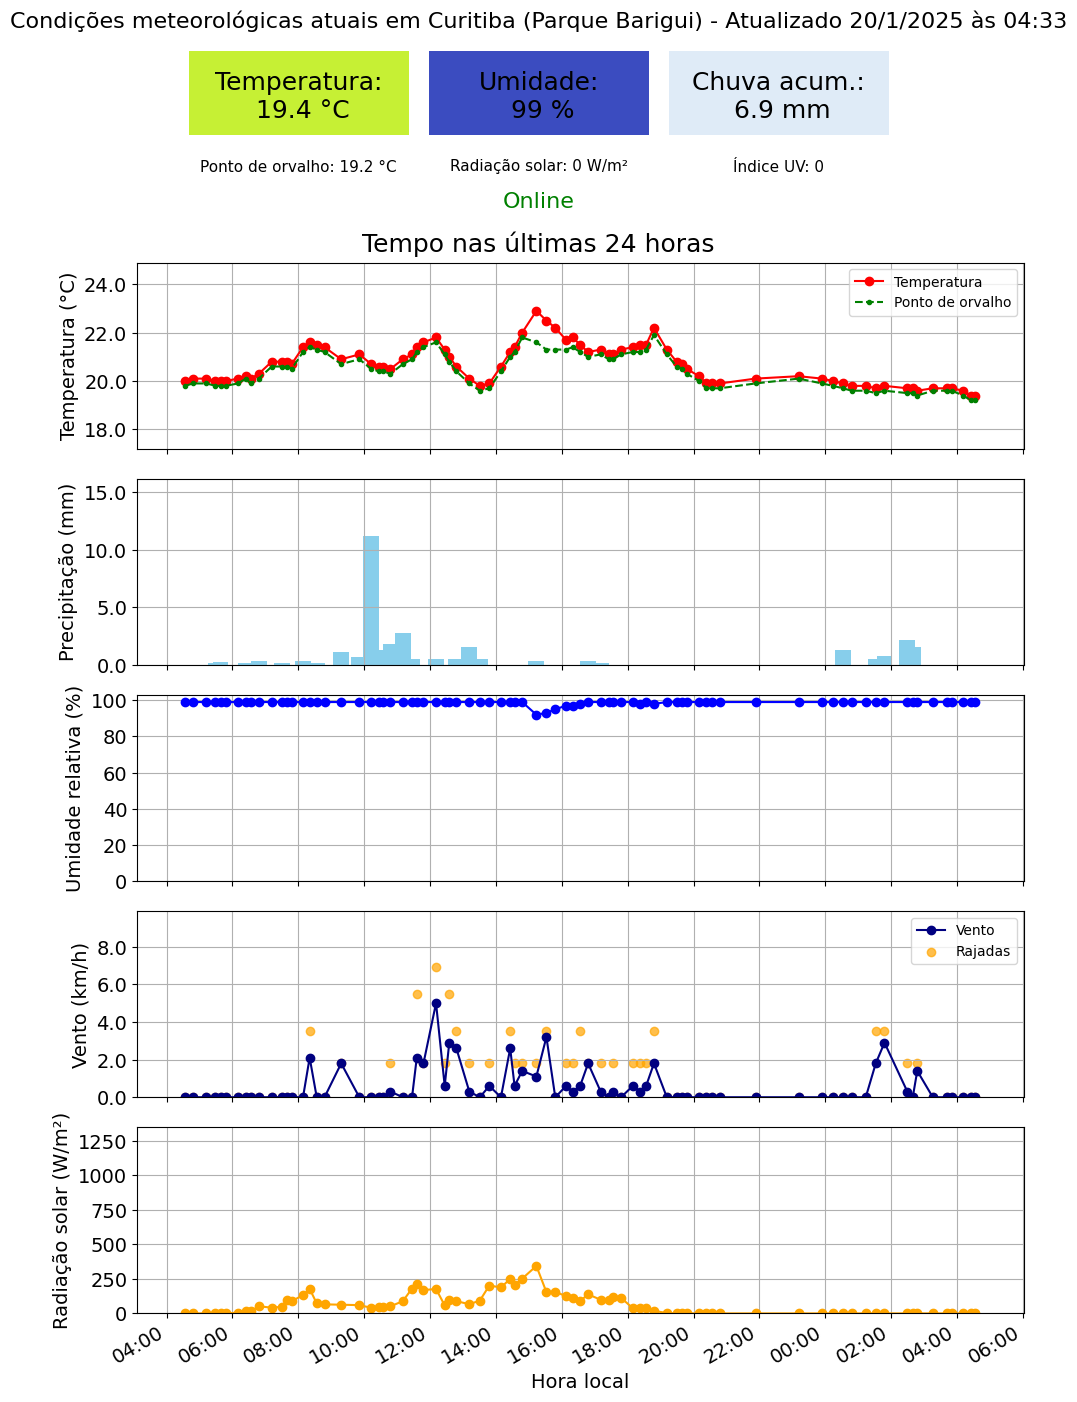 Condições meteorológicas atuais em Curitiba (Parque Barigui) - Atualizado 20/1/2025 às 04:33
Temperatura:
19.4 °C
Umidade:
99 %
Chuva acum.:
6.9 mm
Ponto de orvalho: 19.2 °C
Radiação solar: 0 W/m²
Índice UV: 0
Online
Tempo nas últimas 24 horas
Temperatura (°C)
24.0
22.0
20.0
18.0
Temperatura
Ponto de orvalho
Precipitação (mm)
15.0
10.0
5.0
0.0
Umidade relativa (%)
100
80
60
40
20
0
Vento (km/h)
8.0
6.0
4.0
2.0
0.0
Vento
Rajadas
Radiação solar (W/m²)
1250
1000
750
500
250
0
04:00
06:00
08:00
10:00
12:00
14:00
16:00
18:00
20:00
22:00
00:00
02:00
04:00
06:00
Hora local